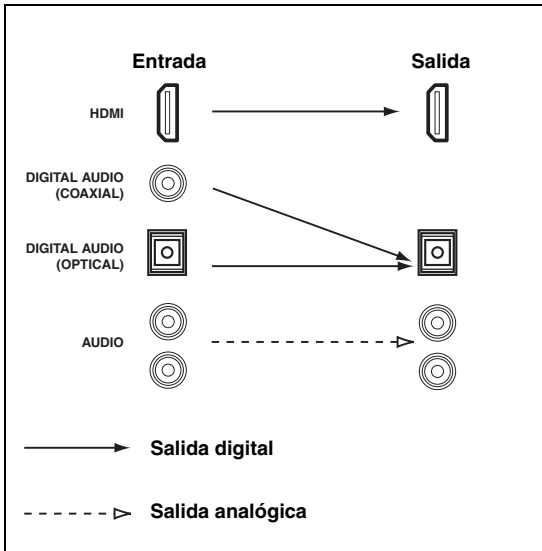 Entrada Salida
HDMI
DIGITAL AUDIO
(COAXIAL)
DIGITAL AUDIO
(OPTICAL)
AUDIO
Salida digital
Salida analógica